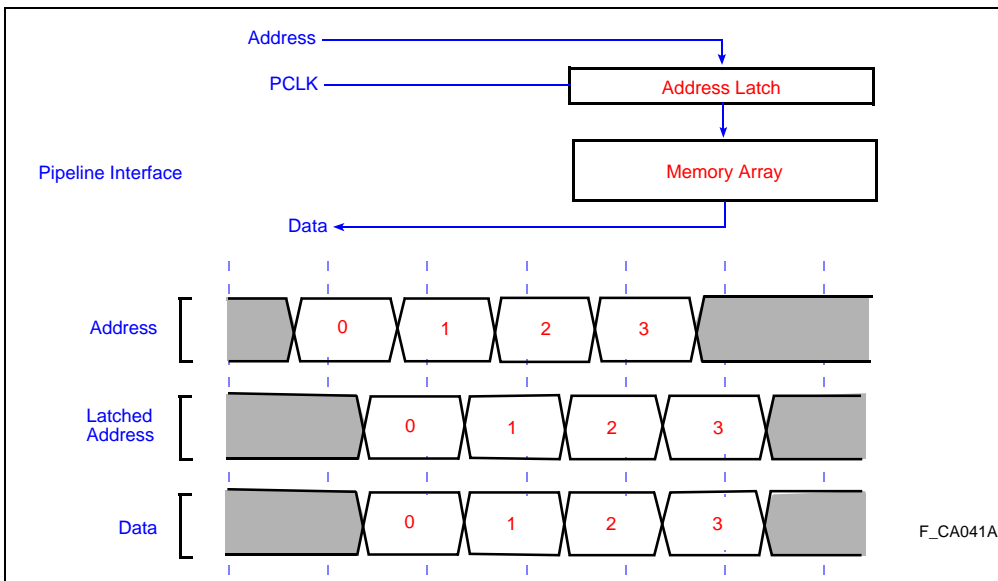 Address
PCLK
Address Latch
Pipeline Interface
Memory Array
Data
Address
0 1 2 3
Latched
Address
0 1 2 3
Data
0 1 2 3
F_CA041A